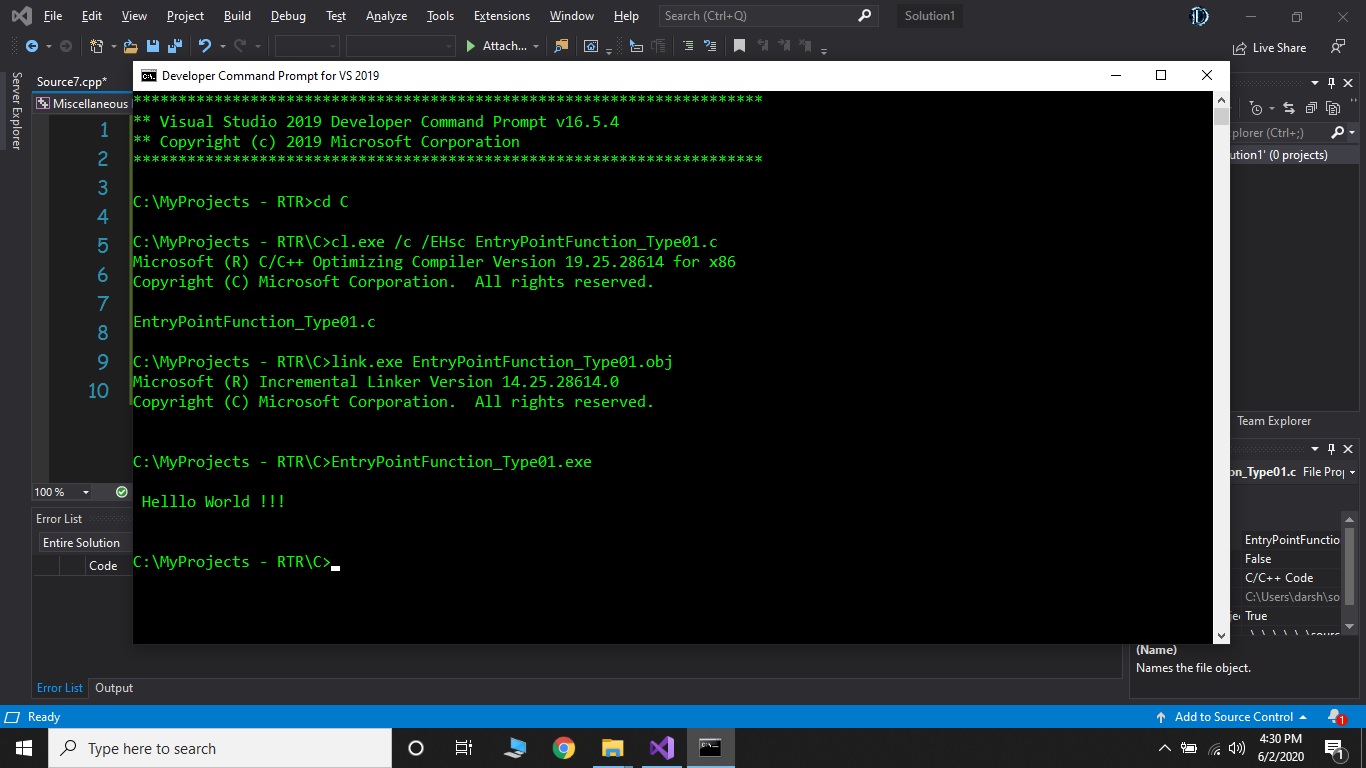 File Edit View Project Build Debug Test Analyze Tools Extensions Window Help Search (Ctrl+Q) Solution1
Attach... Live Share
Server Explorer
Source7.cpp*
Miscellaneous
1
2
3
4
5
6
7
8
9
10
100 %
Developer Command Prompt for VS 2019
**********************************************************************
** Visual Studio 2019 Developer Command Prompt v16.5.4
** Copyright (c) 2019 Microsoft Corporation
**********************************************************************
C:\MyProjects - RTR>cd C
C:\MyProjects - RTR\C>cl.exe /c /EHsc EntryPointFunction_Type01.c
Microsoft (R) C/C++ Optimizing Compiler Version 19.25.28614 for x86
Copyright (C) Microsoft Corporation.  All rights reserved.
EntryPointFunction_Type01.c
C:\MyProjects - RTR\C>link.exe EntryPointFunction_Type01.obj
Microsoft (R) Incremental Linker Version 14.25.28614.0
Copyright (C) Microsoft Corporation.  All rights reserved.
C:\MyProjects - RTR\C>EntryPointFunction_Type01.exe
Helllo World !!!
C:\MyProjects - RTR\C>
plorer (Ctrl+;)
ution1' (0 projects)
Team Explorer
on_Type01.c File Prop
EntryPointFunctio
False
C/C++ Code
C:\Users\darsh\so
True
(Name)
Names the file object.
Error List
Entire Solution
Code
Error List Output
Ready Add to Source Control 1
Type here to search
4:30 PM
6/2/2020
1